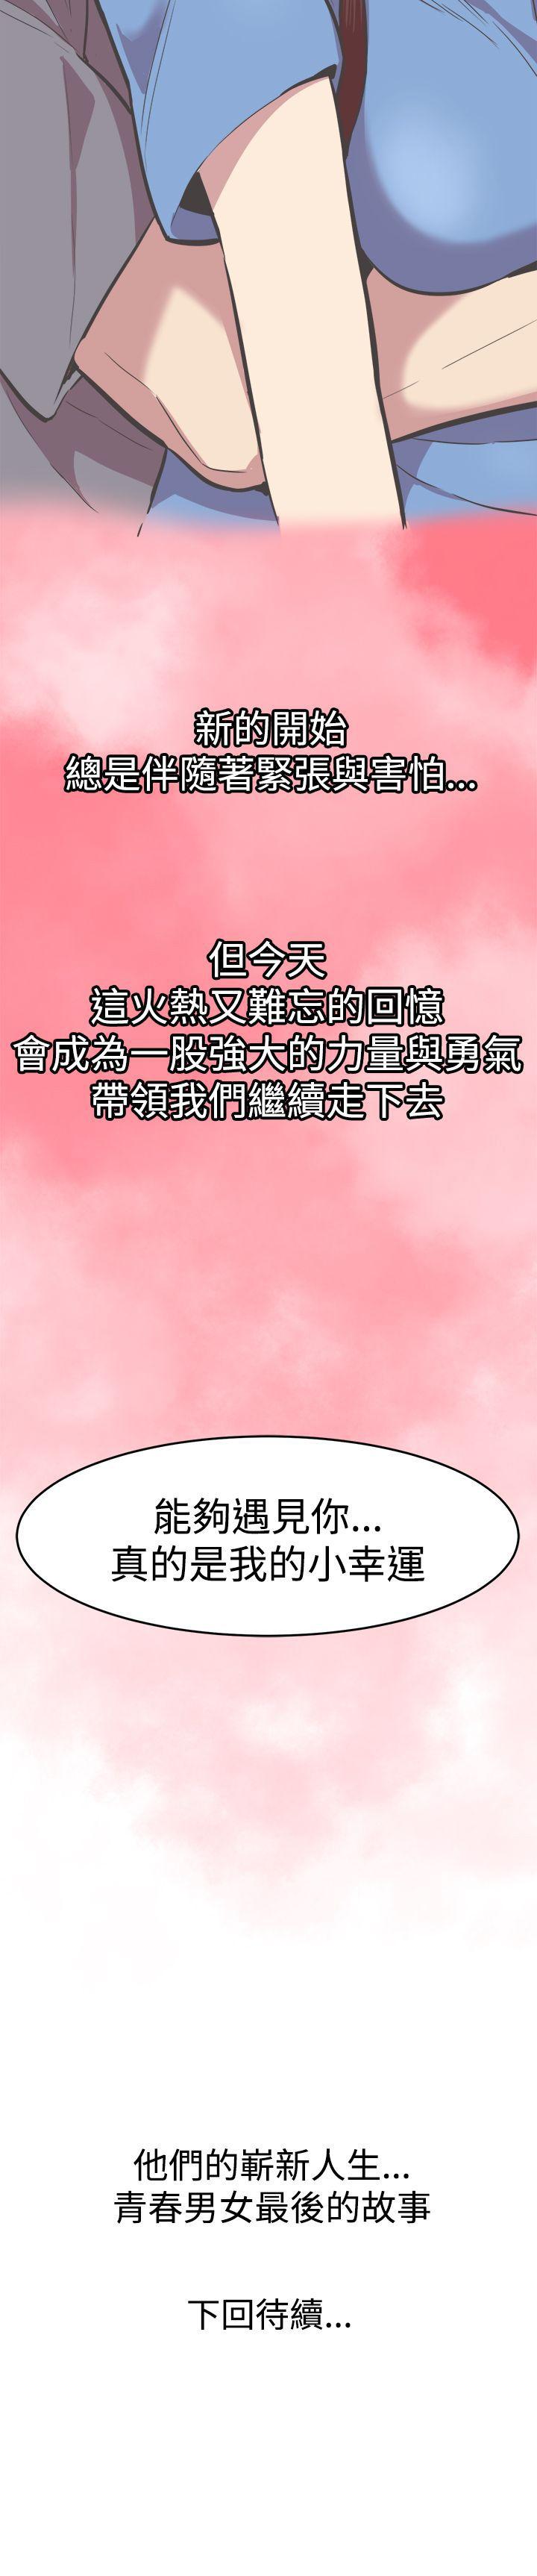 新的開始
總是伴隨著緊張與害怕...
但今天
這火熱又難忘的回憶
會成為一股強大的力量與勇氣
帶領我們繼續走下去
能夠遇見你...
真的是我的小幸運
他們的嶄新人生...
青春男女最後的故事
下回待續...